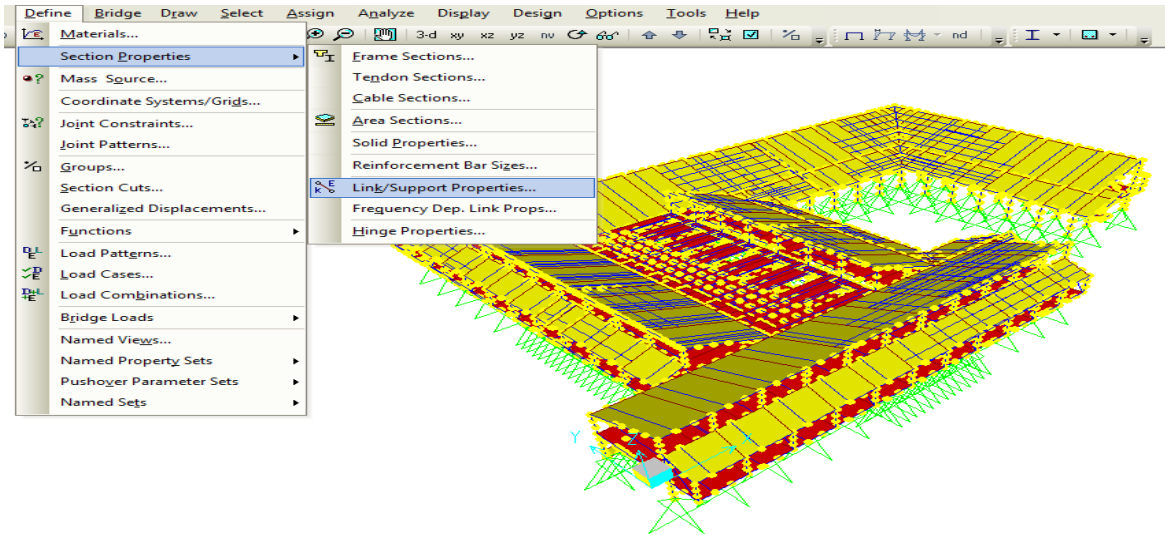 Define Bridge Draw Select Assign Analyze Display Design Options Tools Help
3-d xy xz yz nv nd
Materials...
Section Properties
Mass Source...
Coordinate Systems/Grids...
Joint Constraints...
Joint Patterns...
Groups...
Section Cuts...
Generalized Displacements...
Functions
Load Patterns...
Load Cases...
Load Combinations...
Bridge Loads
Named Views...
Named Property Sets
Pushover Parameter Sets
Named Sets
Frame Sections...
Tendon Sections...
Cable Sections...
Area Sections...
Solid Properties...
Reinforcement Bar Sizes...
Link/Support Properties...
Frequency Dep. Link Props...
Hinge Properties...
Y Z X